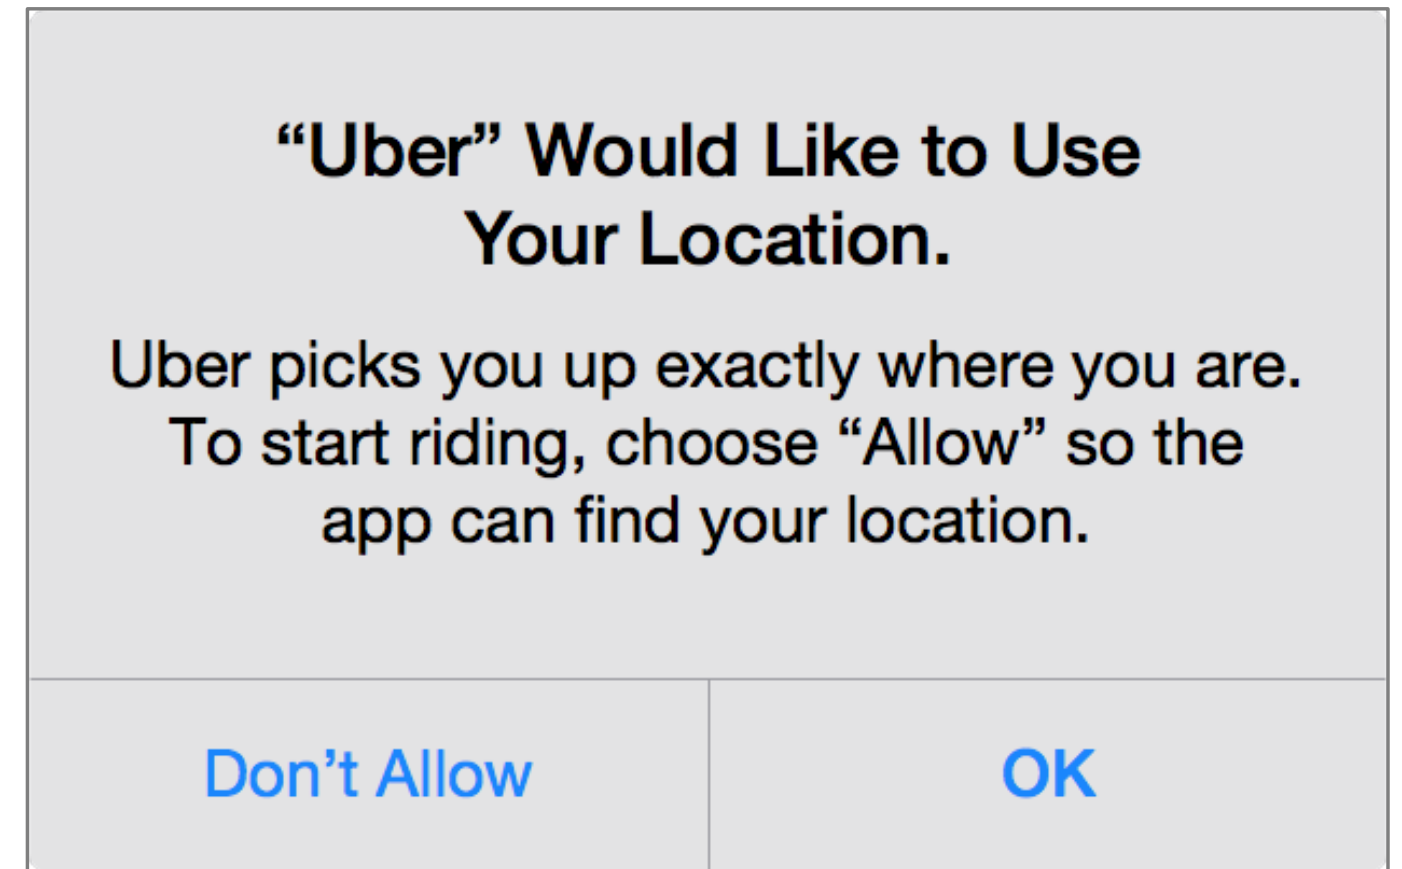 “Uber” Would Like to Use
Your Location.
Uber picks you up exactly where you are.
To start riding, choose “Allow” so the
app can find your location.
Don’t Allow
OK